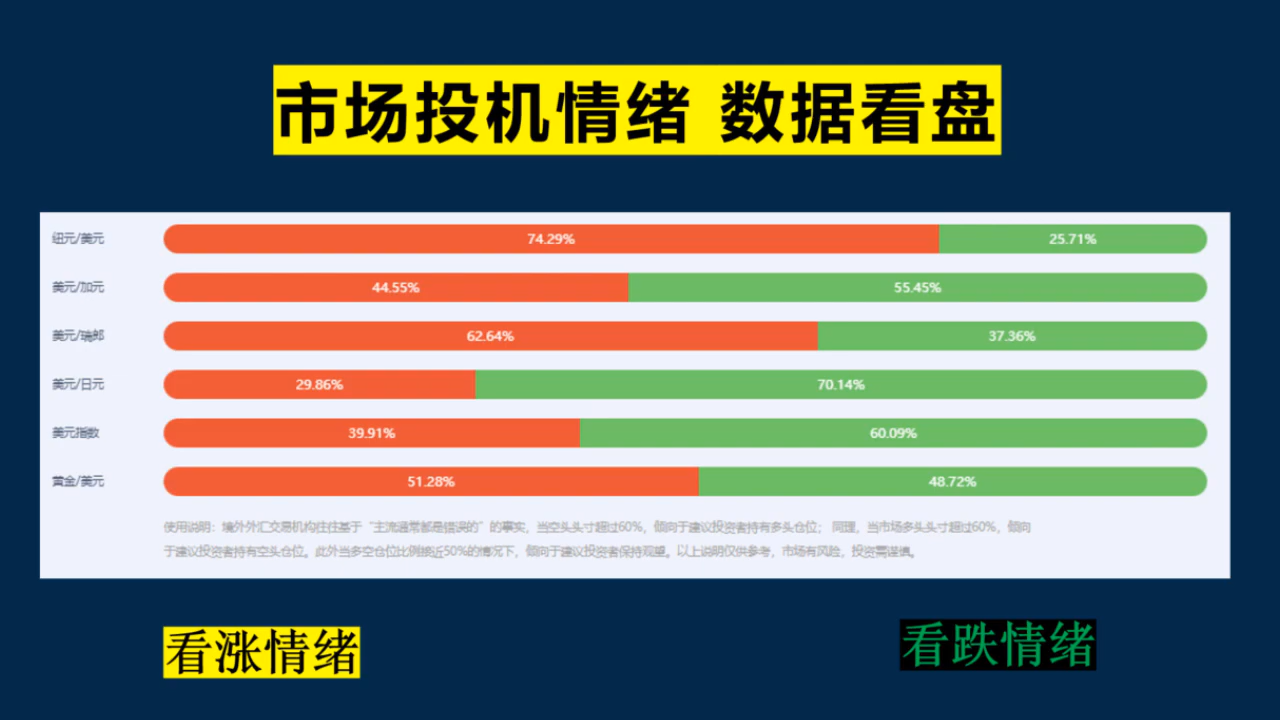 市场投机情绪 数据看盘
纽元/美元 74.29% 25.71%
美元/加元 44.55% 55.45%
美元/瑞郎 62.64% 37.36%
美元/日元 29.86% 70.14%
美元指数 39.91% 60.09%
黄金/美元 51.28% 48.72%
使用说明：境外外汇交易机构往往基于“主流通常都是错误的”的事实，当空头头寸超过60%，倾向于建议投资者持有多头仓位； 同理，当市场多头头寸超过60%，倾向
于建议投资者持有空头仓位。此外当多空仓位比例接近50%的情况下，倾向于建议投资者保持观望。以上说明仅供参考，市场有风险，投资需谨慎。
看涨情绪 看跌情绪